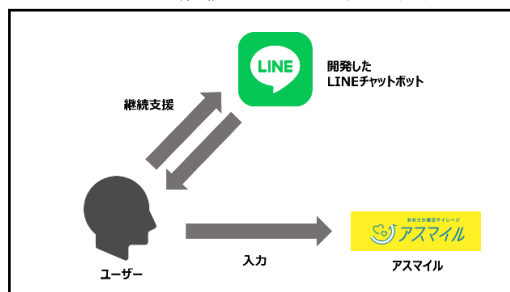 LINE
開発した
LINEチャットボット
継続支援
おおさか健活マイレージ
アスマイル
ユーザー
入力
アスマイル